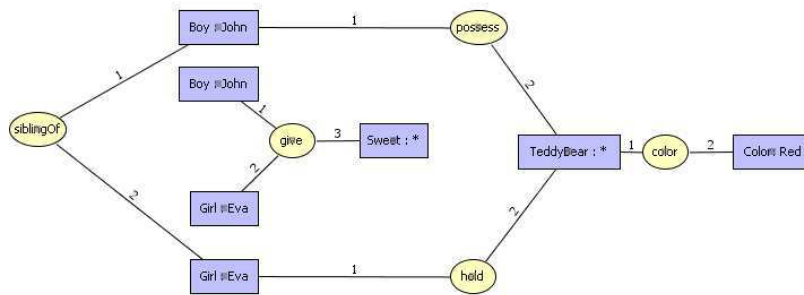 Boy : John
1
possess
1
2
Boy : John
siblingOf
1
give
3
Sweet : *
TeddyBear : *
1
color
2
Color : Red
2
2
Girl : Eva
2
Girl : Eva
1
hold